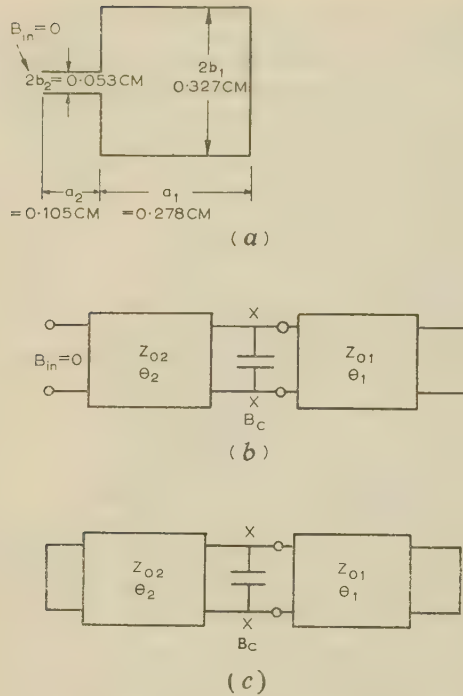 B_in=0
2b_2=0·053CM
2b_1
0·327CM
a_2
=0·105CM
a_1
=0·278CM
(a)
B_in=0
Z_02
θ_2
X
X
B_C
Z_01
θ_1
(b)
Z_02
θ_2
X
X
B_C
Z_01
θ_1
(c)